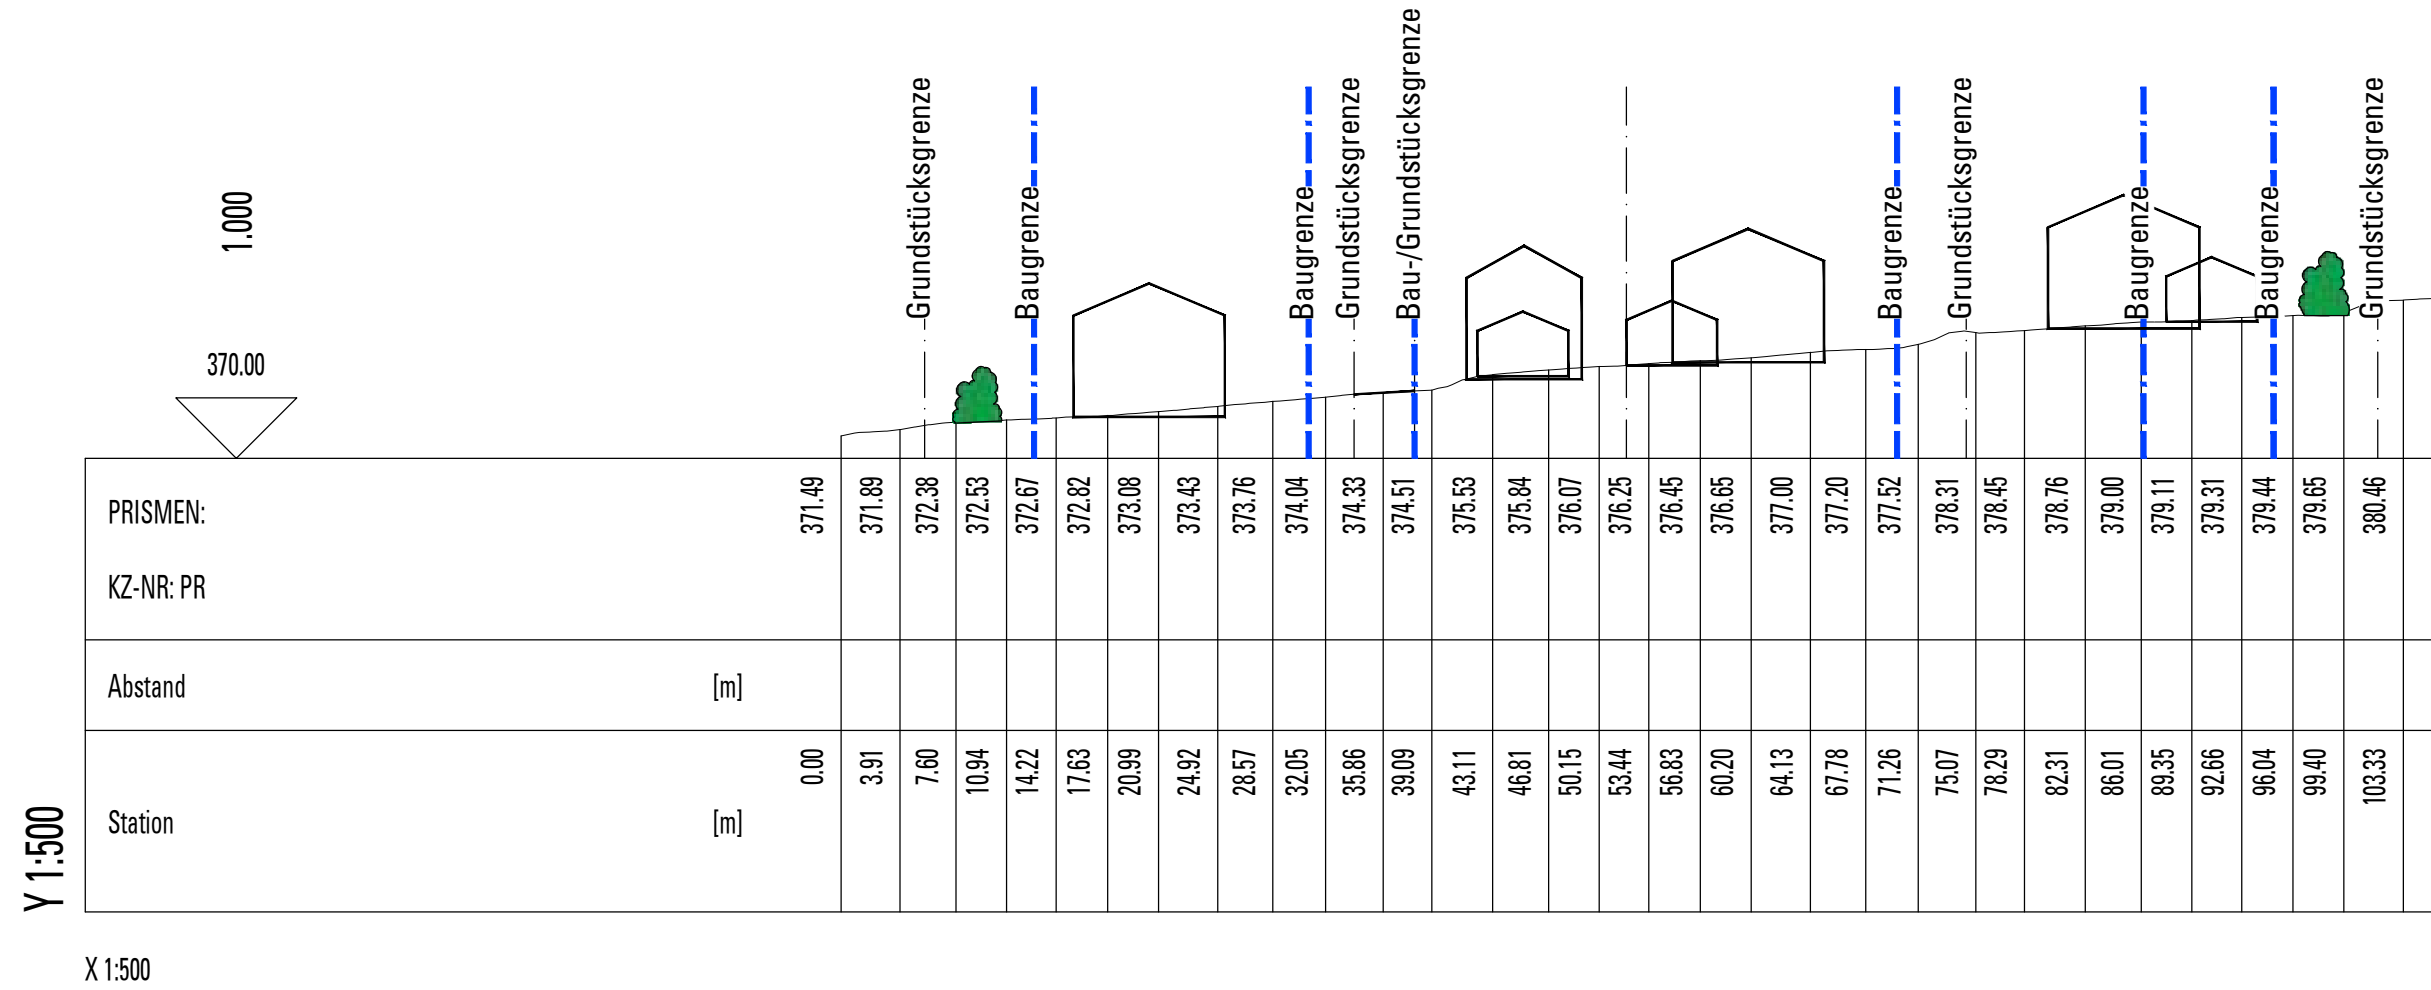 Grundstücksgrenze
Baugrenze
Baugrenze
Grundstücksgrenze
Bau-/Grundstücksgrenze
Baugrenze
Grundstücksgrenze
Baugrenze
Baugrenze
Grundstücksgrenze
1.000
370.00
PRISMEN:
371.49 371.89 372.38 372.53 372.67 372.82 373.08 373.43 373.76 374.04 374.33 374.51 375.53 375.84 376.07 376.25 376.45 376.65 377.00 377.20 377.52 378.31 378.45 378.76 379.00 379.11 379.31 379.44 379.65 380.46
KZ-NR: PR
Abstand [m]
Station [m]
0.00 3.91 7.60 10.94 14.22 17.63 20.99 24.92 28.57 32.05 35.86 39.09 43.11 46.81 50.15 53.44 56.83 60.20 64.13 67.78 71.26 75.07 78.29 82.31 86.01 89.35 92.66 96.04 99.40 103.33
Y 1:500
X 1:500